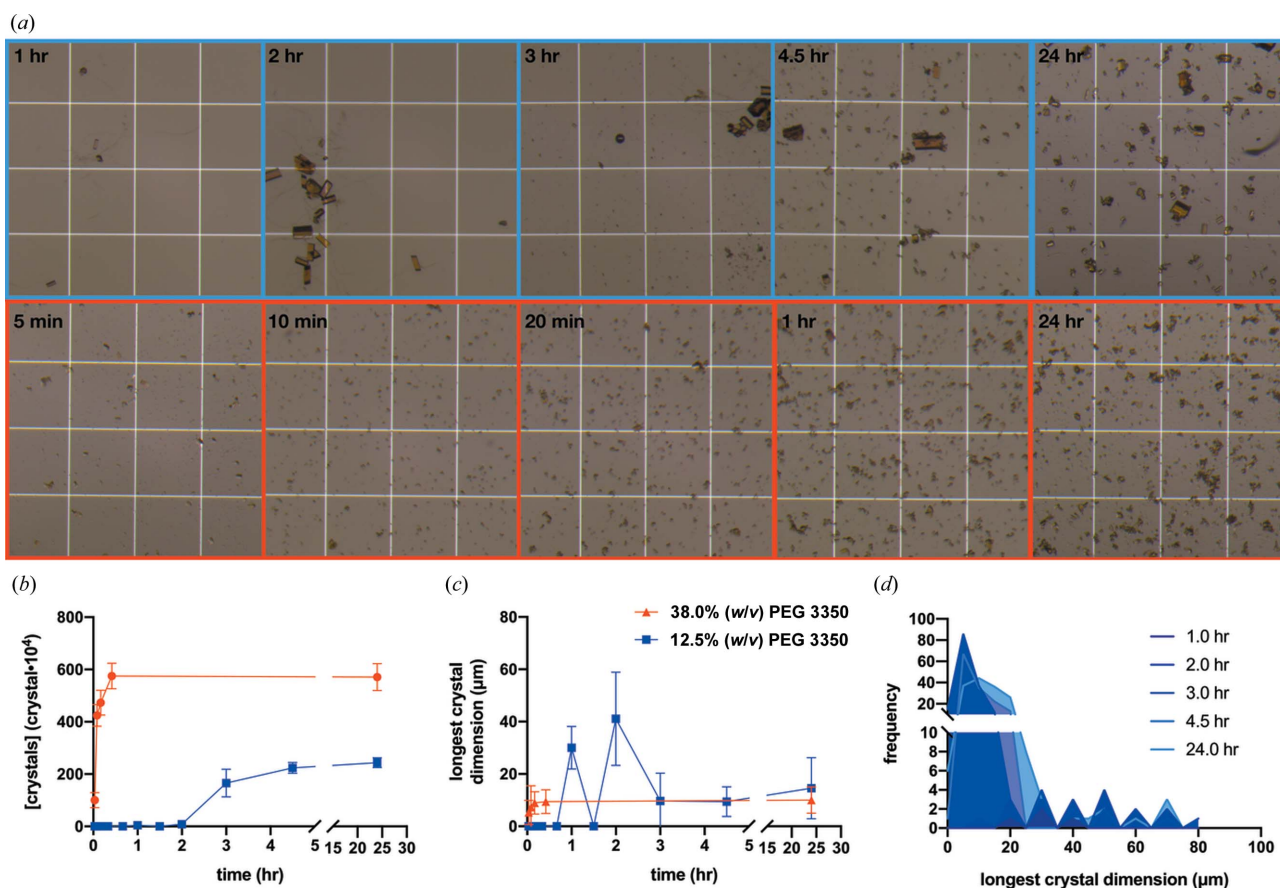 (a)
1 hr
2 hr
3 hr
4.5 hr
24 hr
5 min
10 min
20 min
1 hr
24 hr
(b)
800
600
400
200
0
[crystals] (crystal•10⁴)
0
1
2
3
4
5
15
20
25
30
time (hr)
(c)
80
60
40
20
0
longest crystal
dimension (µm)
38.0% (w/v) PEG 3350
12.5% (w/v) PEG 3350
0
1
2
3
4
5
15
20
25
30
time (hr)
(d)
100
80
60
40
20
10
8
6
4
2
0
frequency
1.0 hr
2.0 hr
3.0 hr
4.5 hr
24.0 hr
0
20
40
60
80
100
longest crystal dimension (µm)